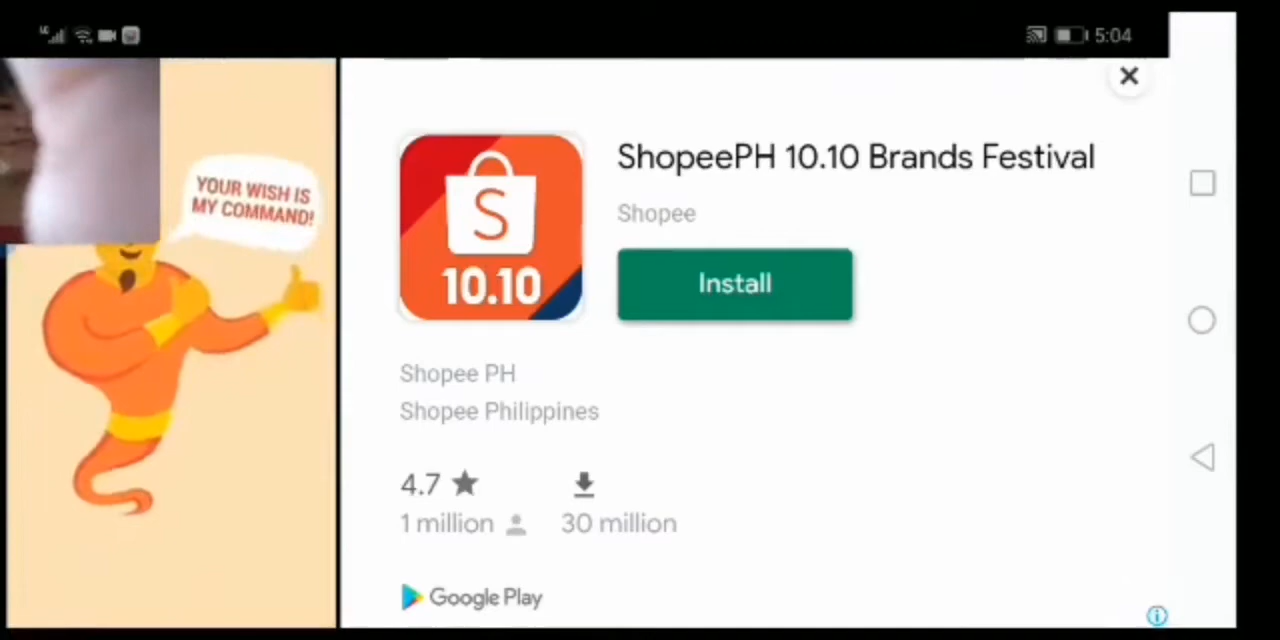 5:04
YOUR WISH IS
MY COMMAND!
ShopeePH 10.10 Brands Festival
Shopee
Install
S
10.10
Shopee PH
Shopee Philippines
4.7
1 million
30 million
Google Play